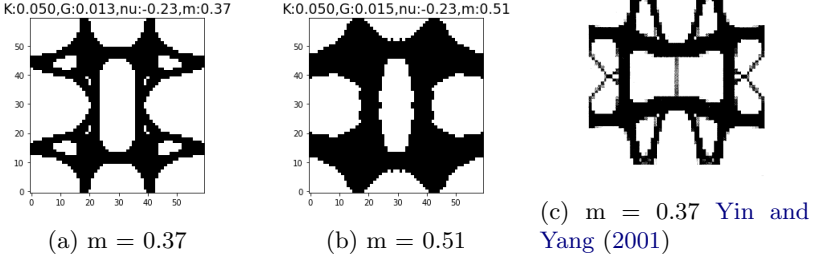 K:0.050,G:0.013,nu:-0.23,m:0.37
K:0.050,G:0.015,nu:-0.23,m:0.51
50
40
30
20
10
0
0 10 20 30 40 50
50
40
30
20
10
0
0 10 20 30 40 50
(a) m = 0.37
(b) m = 0.51
(c) m = 0.37 Yin and
Yang (2001)